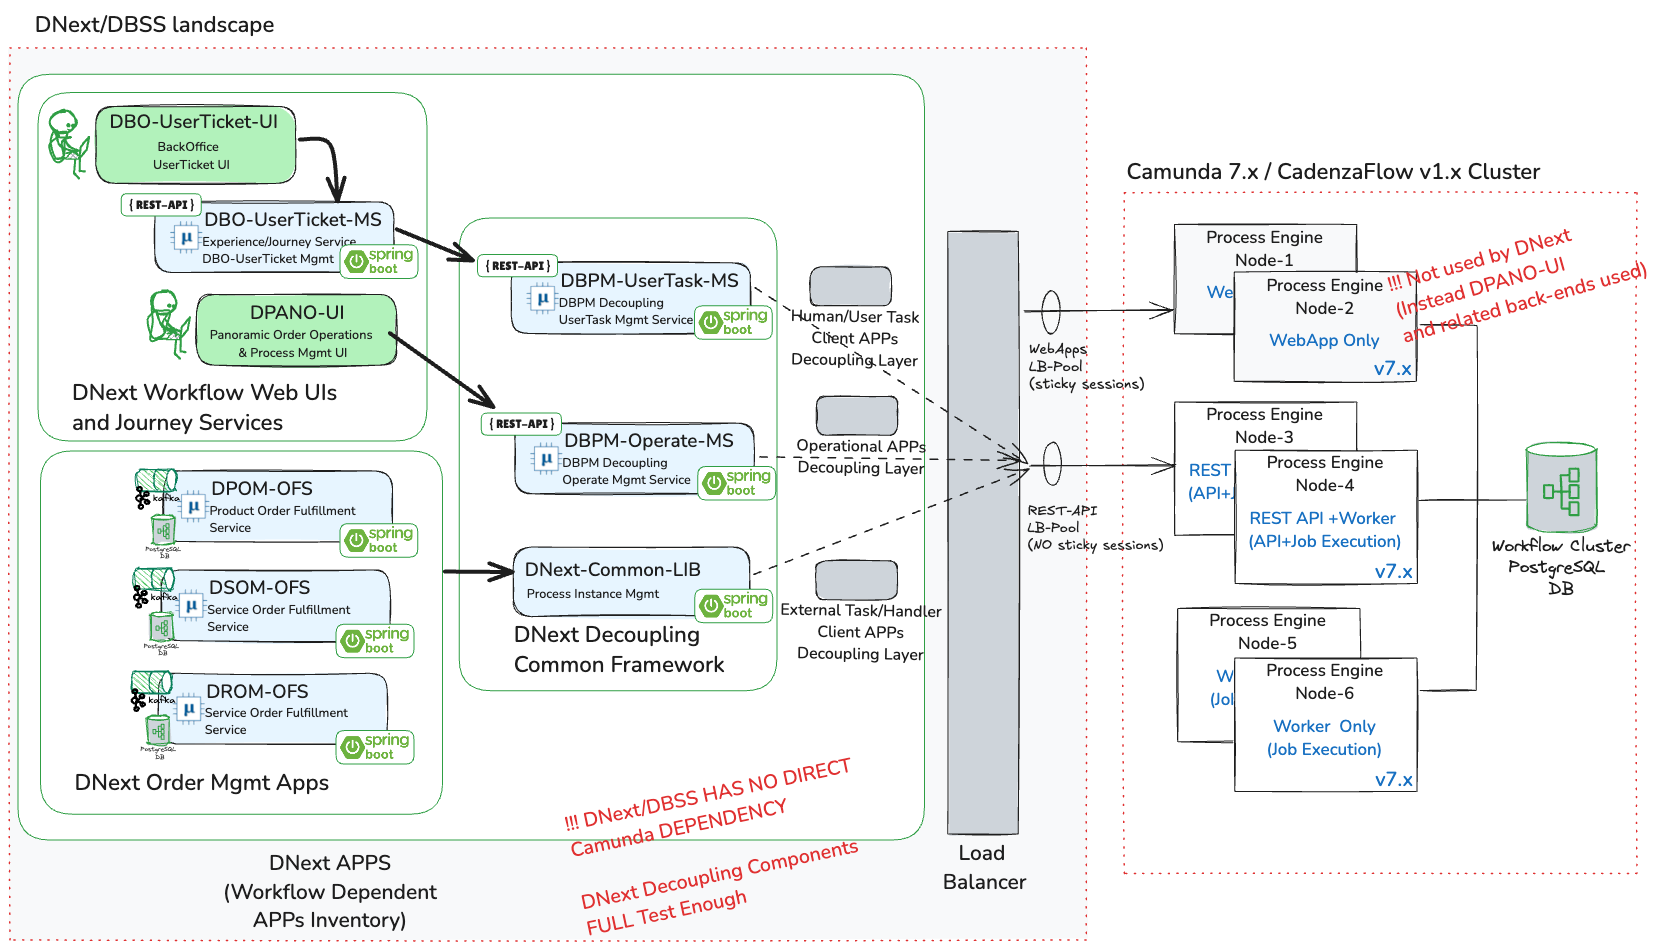 DNext/DBSS landscape
DBO-UserTicket-UI
BackOffice
UserTicket UI
{ REST-API }
DBO-UserTicket-MS
μ
Experience/Journey Service
DBO-UserTicket Mgmt
spring
boot
DPANO-UI
Panoramic Order Operations
& Process Mgmt UI
DNext Workflow Web UIs
and Journey Services
DPOM-OFS
kafka
μ
Product Order Fulfillment
Service
PostgreSQL
DB
spring
boot
DSOM-OFS
kafka
μ
Service Order Fulfillment
Service
PostgreSQL
DB
spring
boot
DROM-OFS
kafka
μ
Service Order Fulfillment
Service
PostgreSQL
DB
spring
boot
DNext Order Mgmt Apps
{ REST-API }
DBPM-UserTask-MS
μ
DBPM Decoupling
UserTask Mgmt Service
spring
boot
{ REST-API }
DBPM-Operate-MS
μ
DBPM Decoupling
Operate Mgmt Service
spring
boot
DNext-Common-LIB
Process Instance Mgmt
spring
boot
DNext Decoupling
Common Framework
Human/User Task
Client APPs
Decoupling Layer
Operational APPs
Decoupling Layer
External Task/Handler
Client APPs
Decoupling Layer
!!! DNext/DBSS HAS NO DIRECT
Camunda DEPENDENCY
DNext Decoupling Components
FULL Test Enough
DNext APPS
(Workflow Dependent
APPs Inventory)
Load
Balancer
WebApps
LB-Pool
(sticky sessions)
REST-API
LB-Pool
(NO sticky sessions)
Camunda 7.x / CadenzaFlow v1.x Cluster
Process Engine
Node-1
We
Process Engine
Node-2
WebApp Only
v7.x
!!! Not used by DNext
(Instead DPANO-UI
and related back-ends used)
Process Engine
Node-3
REST
(API+J
Process Engine
Node-4
REST API +Worker
(API+Job Execution)
v7.x
Process Engine
Node-5
W
(Jol
Process Engine
Node-6
Worker Only
(Job Execution)
v7.x
Workflow Cluster
PostgreSQL
DB